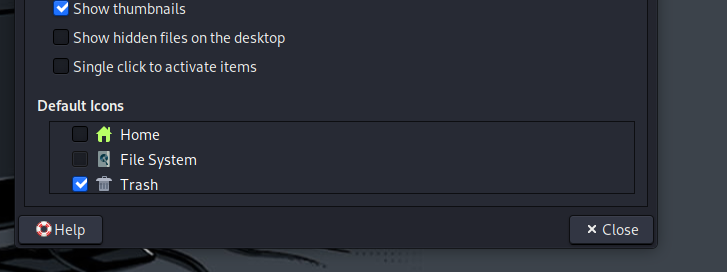 Show thumbnails
Show hidden files on the desktop
Single click to activate items
Default Icons
Home
File System
Trash
Help
Close